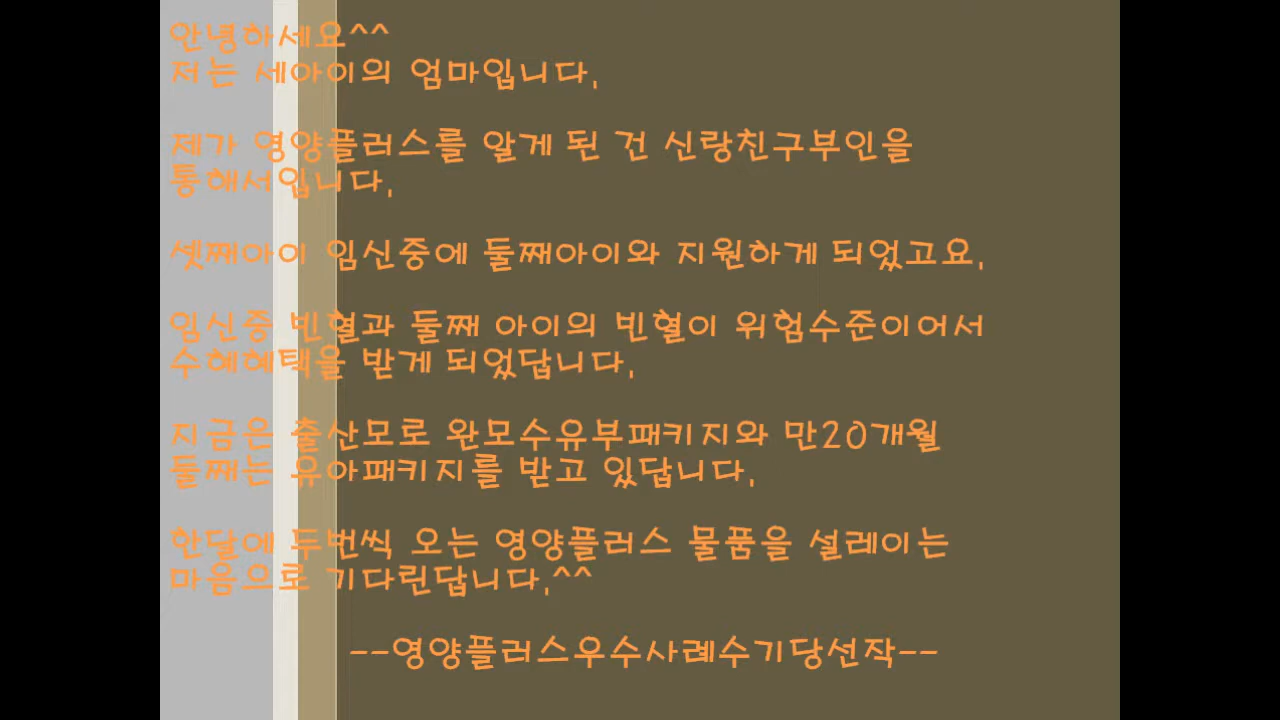 안녕하세요^^
저는 세아이의 엄마입니다.
제가 영양플러스를 알게 된 건 신랑친구부인을
통해서입니다.
셋째아이 임신중에 둘째아이와 지원하게 되었고요.
임신중 빈혈과 둘째 아이의 빈혈이 위험수준이어서
수혜혜택을 받게 되었답니다.
지금은 출산모로 완모수유부패키지와 만20개월
둘째는 유아패키지를 받고 있답니다.
한달에 두번씩 오는 영양플러스 물품을 설레이는
마음으로 기다린답니다.^^
--영양플러스우수사례수기당선작--